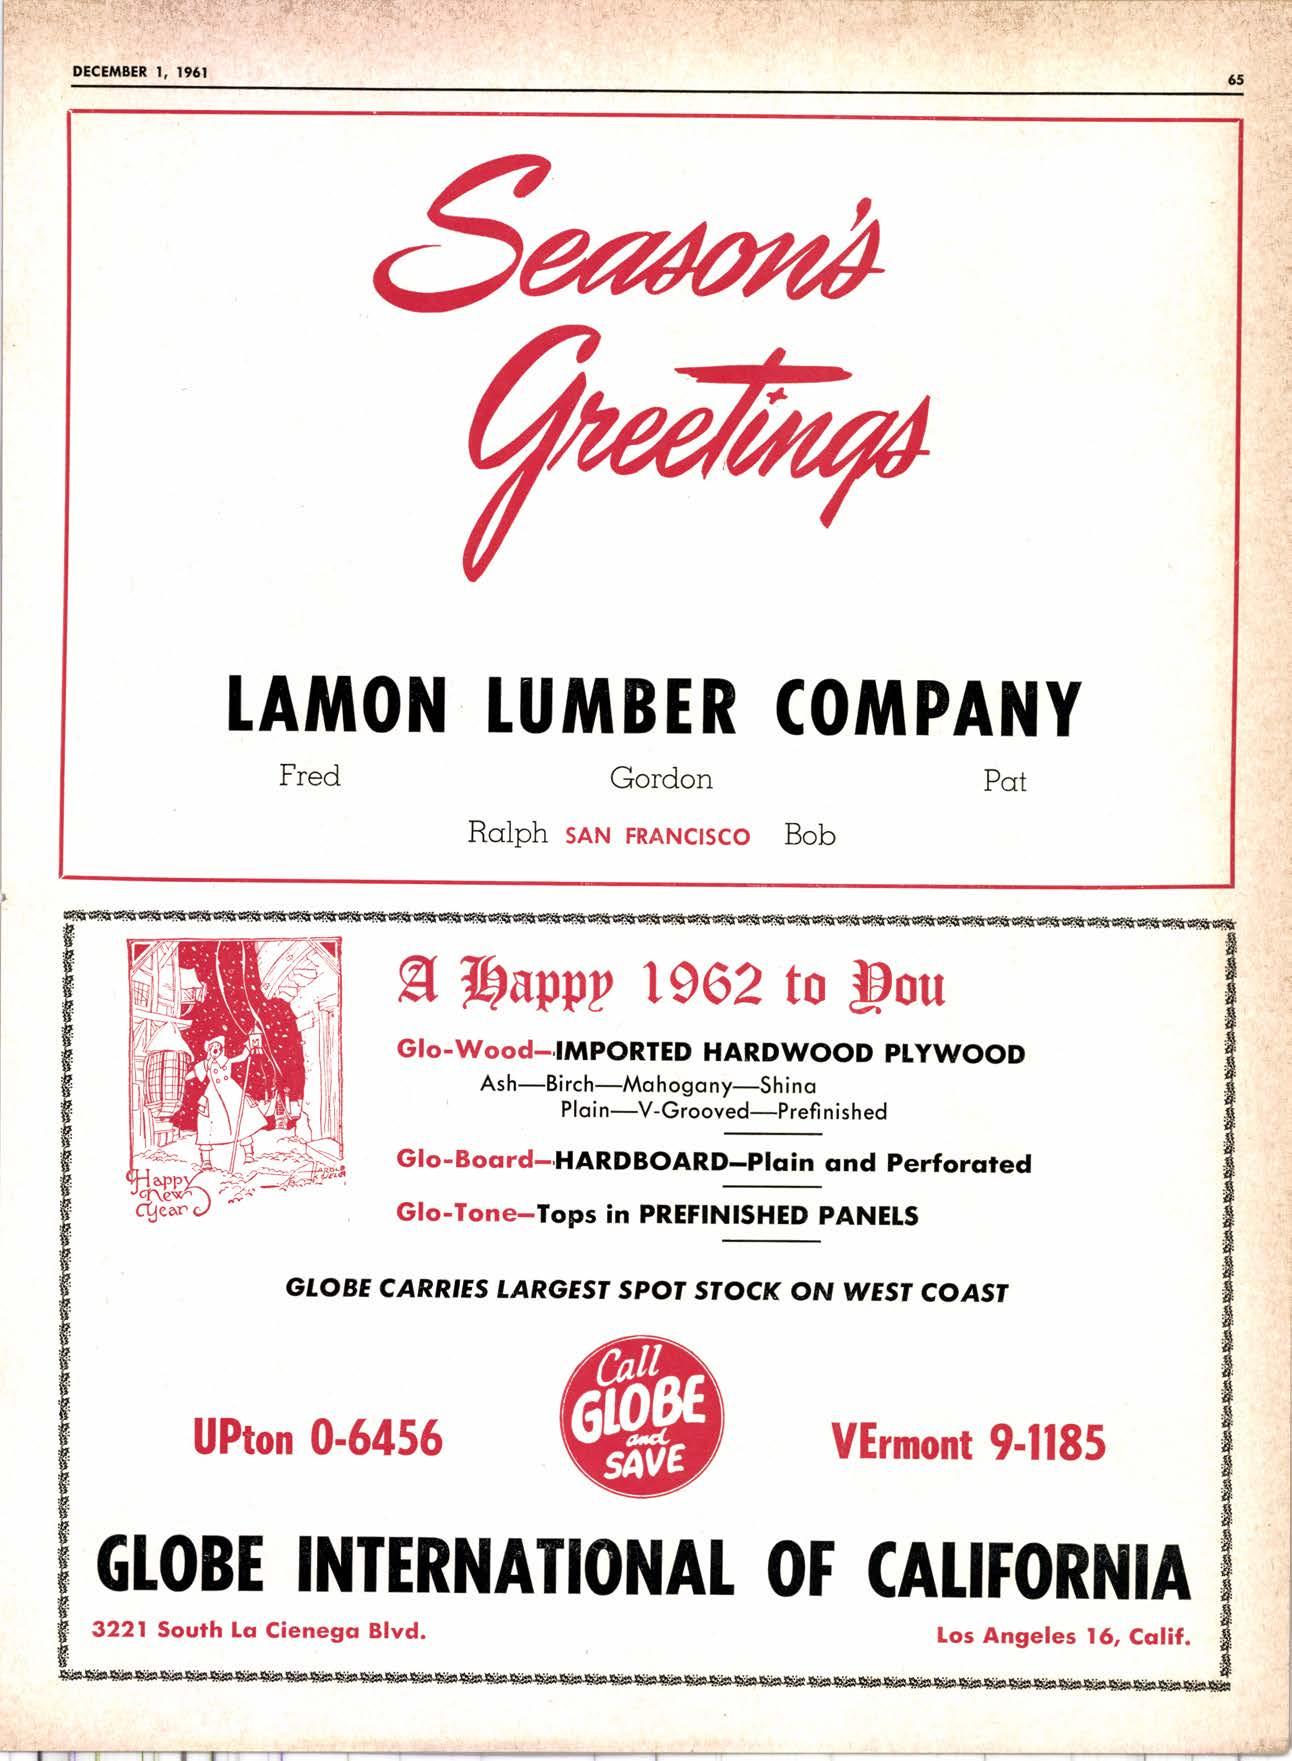 DECEMBER 1, 1961
65
Season's
Greetings
LAMON LUMBER COMPANY
Fred Gordon Pat
Ralph SAN FRANCISCO Bob
A Happy 1962 to You
Glo-Wood—IMPORTED HARDWOOD PLYWOOD
Ash—Birch—Mahogany—Shina
Plain—V-Grooved—Prefinished
Glo-Board—HARDBOARD—Plain and Perforated
Glo-Tone—Tops in PREFINISHED PANELS
Happy
New
Year
GLOBE CARRIES LARGEST SPOT STOCK ON WEST COAST
Call
GLOBE
and
SAVE
UPton 0-6456
VErmont 9-1185
GLOBE INTERNATIONAL OF CALIFORNIA
3221 South La Cienega Blvd. Los Angeles 16, Calif.